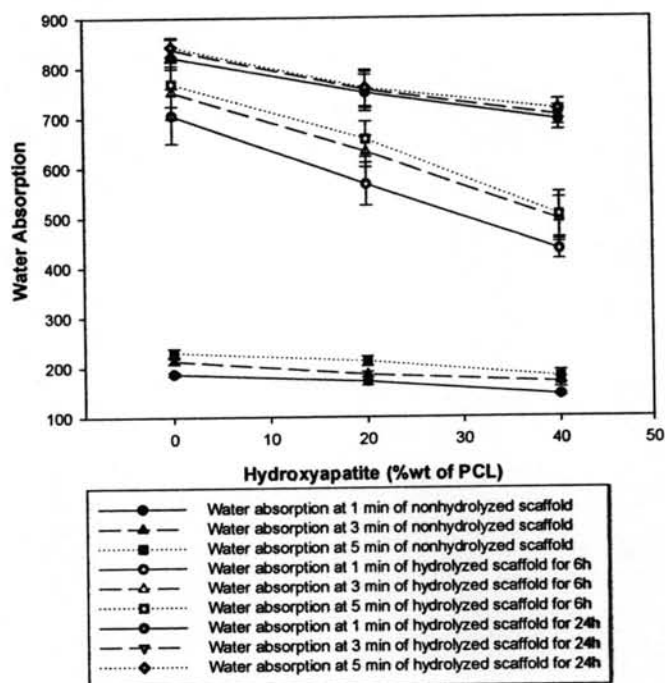 900
800
700
600
500
400
300
200
100
Water Absorption
0 10 20 30 40 50
Hydroxyapatite (%wt of PCL)
Water absorption at 1 min of nonhydrolyzed scaffold
Water absorption at 3 min of nonhydrolyzed scaffold
Water absorption at 5 min of nonhydrolyzed scaffold
Water absorption at 1 min of hydrolyzed scaffold for 6h
Water absorption at 3 min of hydrolyzed scaffold for 6h
Water absorption at 5 min of hydrolyzed scaffold for 6h
Water absorption at 1 min of hydrolyzed scaffold for 24h
Water absorption at 3 min of hydrolyzed scaffold for 24h
Water absorption at 5 min of hydrolyzed scaffold for 24h